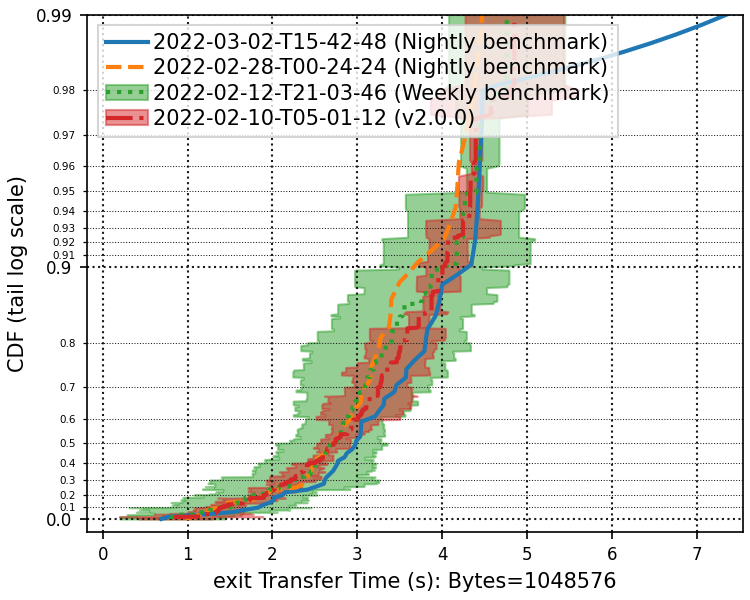 0.99
2022-03-02-T15-42-48 (Nightly benchmark)
2022-02-28-T00-24-24 (Nightly benchmark)
2022-02-12-T21-03-46 (Weekly benchmark)
2022-02-10-T05-01-12 (v2.0.0)
0.98
0.97
0.96
0.95
0.94
0.93
0.92
0.91
0.9
0.8
0.7
0.6
0.5
0.4
0.3
0.2
0.1
0.0
CDF (tail log scale)
0 1 2 3 4 5 6 7
exit Transfer Time (s): Bytes=1048576